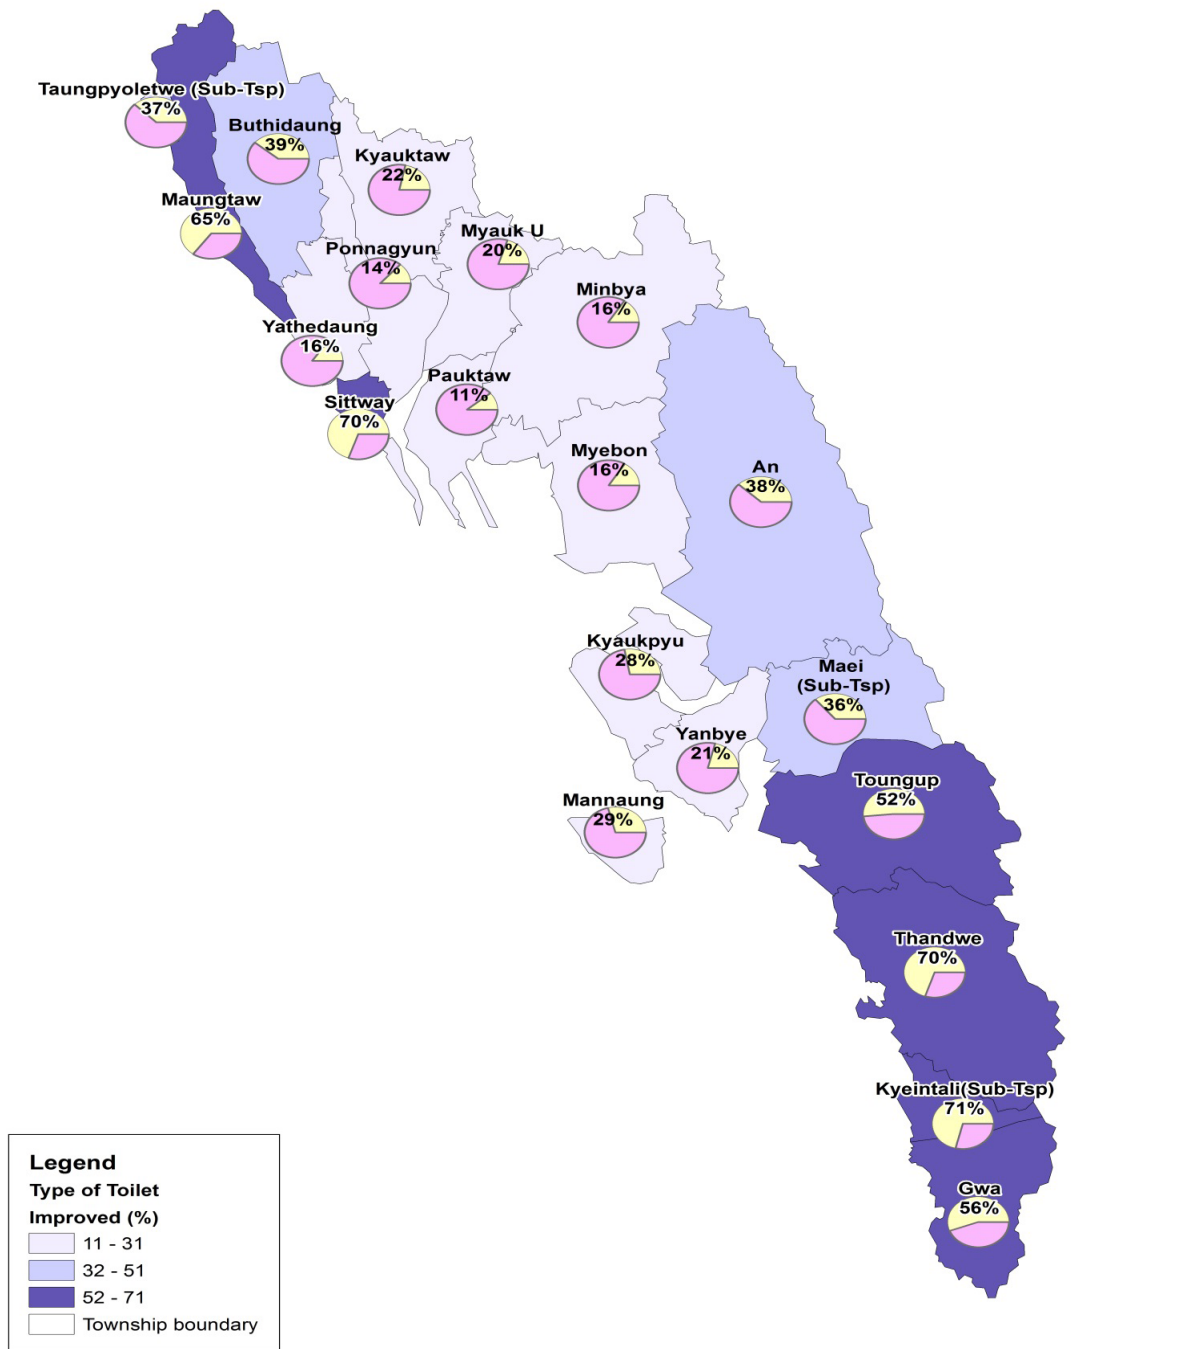 Taungpyoletwe (Sub-Tsp)
37%
Buthidaung
39%
Kyauktaw
22%
Maungtaw
65%
Ponnagyun
14%
Myauk U
20%
Minbya
16%
Yathedaung
16%
Pauktaw
11%
Sittway
70%
Myebon
16%
An
38%
Kyaukpyu
28%
Maei
(Sub-Tsp)
36%
Yanbye
21%
Mannaung
29%
Toungup
52%
Thandwe
70%
Kyeintali(Sub-Tsp)
71%
Gwa
56%
Legend
Type of Toilet
Improved (%)
11 - 31
32 - 51
52 - 71
Township boundary